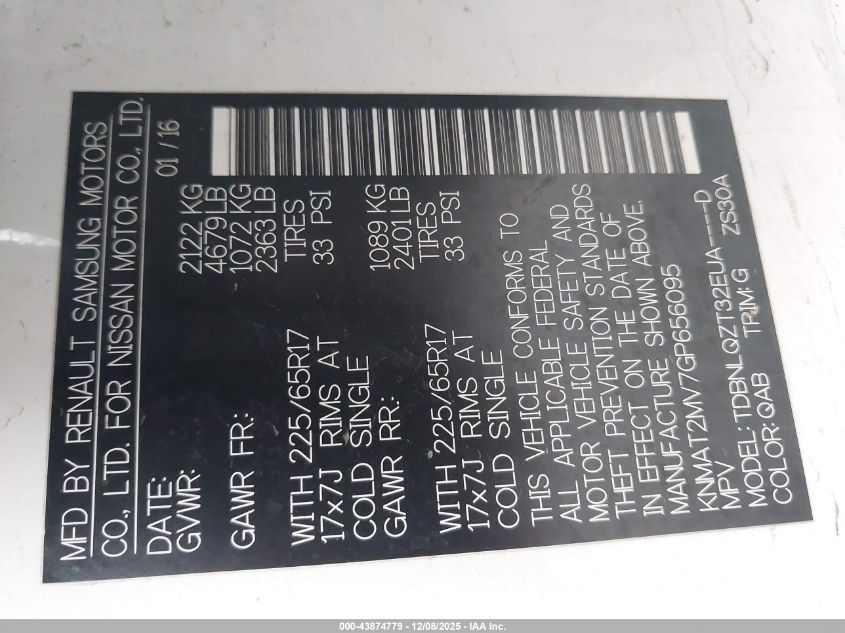 MFD BY RENAULT SAMSUNG MOTORS
CO., LTD. FOR NISSAN MOTOR CO., LTD.
DATE: 01 / 16
GVWR: 2122 KG
4679 LB
GAWR FR.: 1072 KG
2363 LB
WITH 225/65R17 TIRES
17x7J RIMS AT 33 PSI
COLD SINGLE
GAWR RR.: 1089 KG
2401 LB
WITH 225/65R17 TIRES
17x7J RIMS AT 33 PSI
COLD SINGLE
THIS VEHICLE CONFORMS TO
ALL APPLICABLE FEDERAL
MOTOR VEHICLE SAFETY AND
THEFT PREVENTION STANDARDS
IN EFFECT ON THE DATE OF
MANUFACTURE SHOWN ABOVE.
KNMAT2MV7GP656095
MPV
MODEL: TDBNLQZT32EUA----D
COLOR: QAB TRIM: G ZS30A
000-43874779 - 12/08/2025 - IAA Inc.